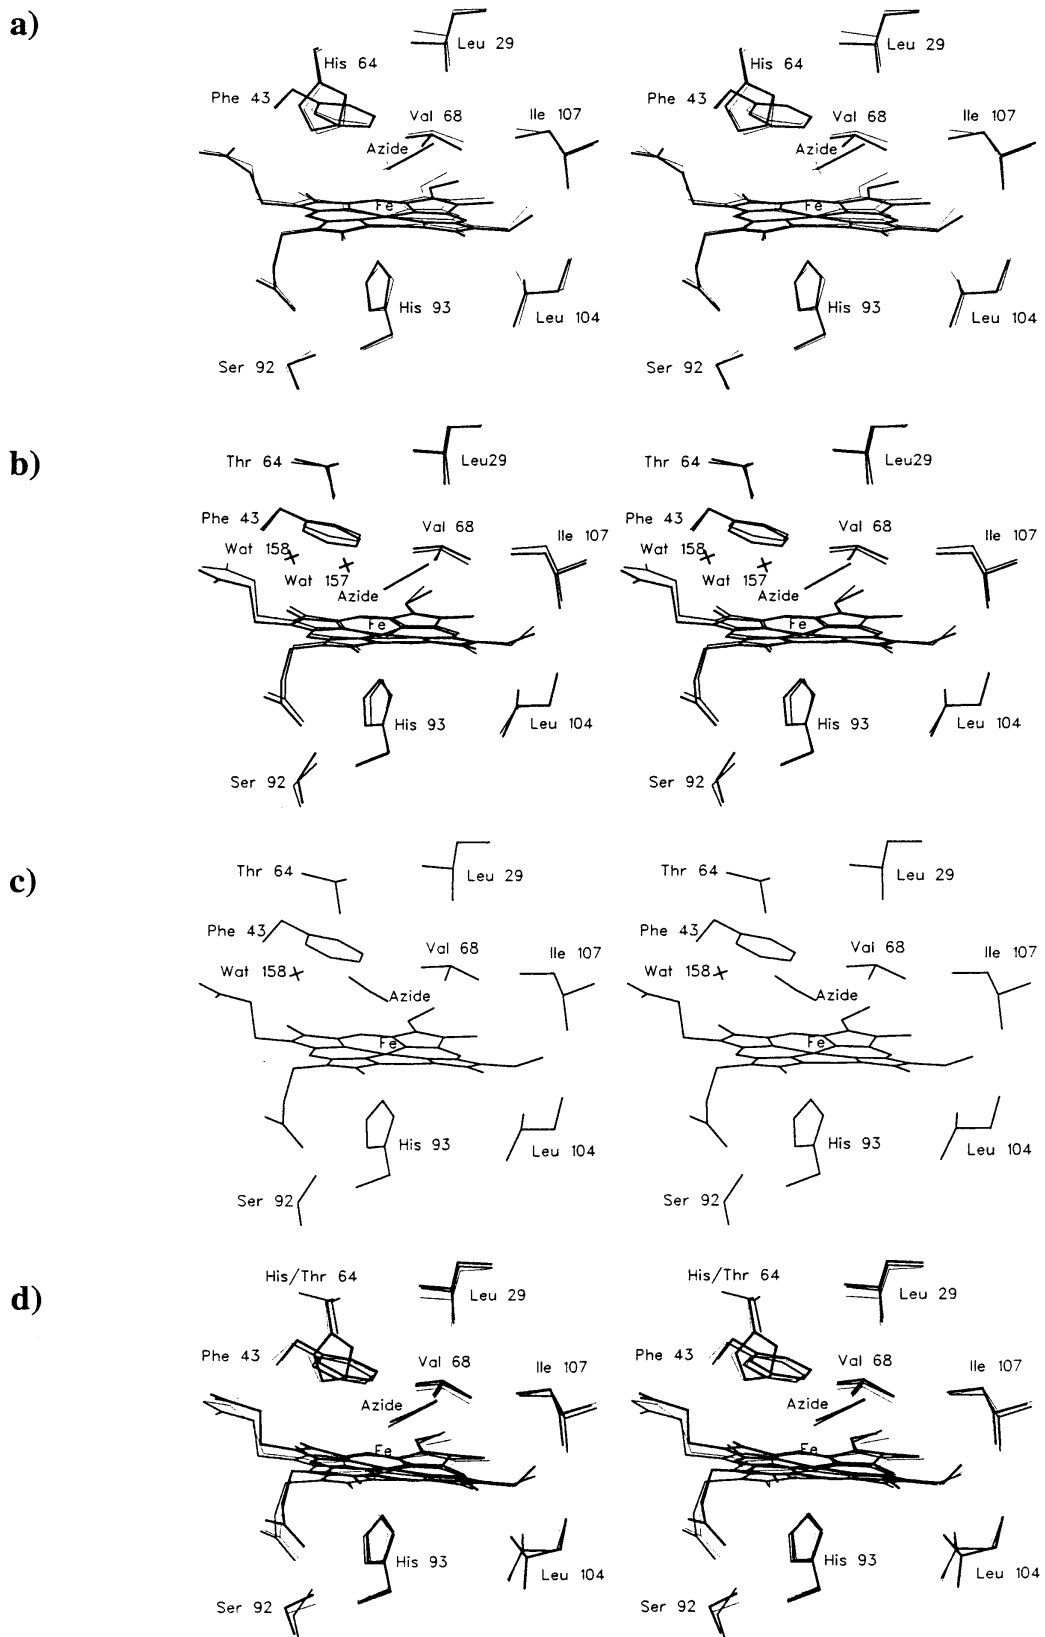 a)
Leu 29
Leu 29
His 64
His 64
Phe 43
Phe 43
Val 68
Ile 107
Val 68
Ile 107
Azide
Azide
Fe
Fe
His 93
Leu 104
His 93
Leu 104
Ser 92
Ser 92
b)
Thr 64
Leu29
Thr 64
Leu29
Phe 43
Val 68
Ile 107
Phe 43
Val 68
Ile 107
Wat 158
Wat 158
Wat 157
Wat 157
Azide
Azide
Fe
Fe
His 93
Leu 104
His 93
Leu 104
Ser 92
Ser 92
c)
Thr 64
Leu 29
Thr 64
Leu 29
Phe 43
Val 68
Ile 107
Phe 43
Val 68
Ile 107
Wat 158
Wat 158
Azide
Azide
Fe
Fe
His 93
Leu 104
His 93
Leu 104
Ser 92
Ser 92
d)
His/Thr 64
Leu 29
His/Thr 64
Leu 29
Phe 43
Val 68
Ile 107
Phe 43
Val 68
Ile 107
Azide
Azide
Fe
Fe
His 93
Leu 104
His 93
Leu 104
Ser 92
Ser 92